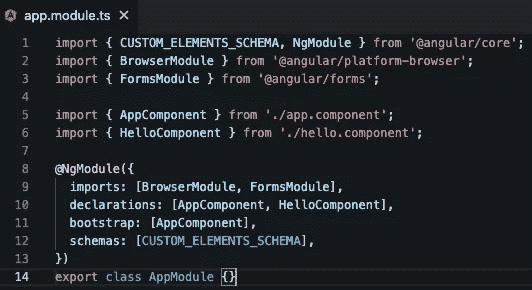 app.module.ts
1 import { CUSTOM_ELEMENTS_SCHEMA, NgModule } from '@angular/core';
2 import { BrowserModule } from '@angular/platform-browser';
3 import { FormsModule } from '@angular/forms';
4
5 import { AppComponent } from './app.component';
6 import { HelloComponent } from './hello.component';
7
8 @NgModule({
9   imports: [BrowserModule, FormsModule],
10   declarations: [AppComponent, HelloComponent],
11   bootstrap: [AppComponent],
12   schemas: [CUSTOM_ELEMENTS_SCHEMA],
13 })
14 export class AppModule {}